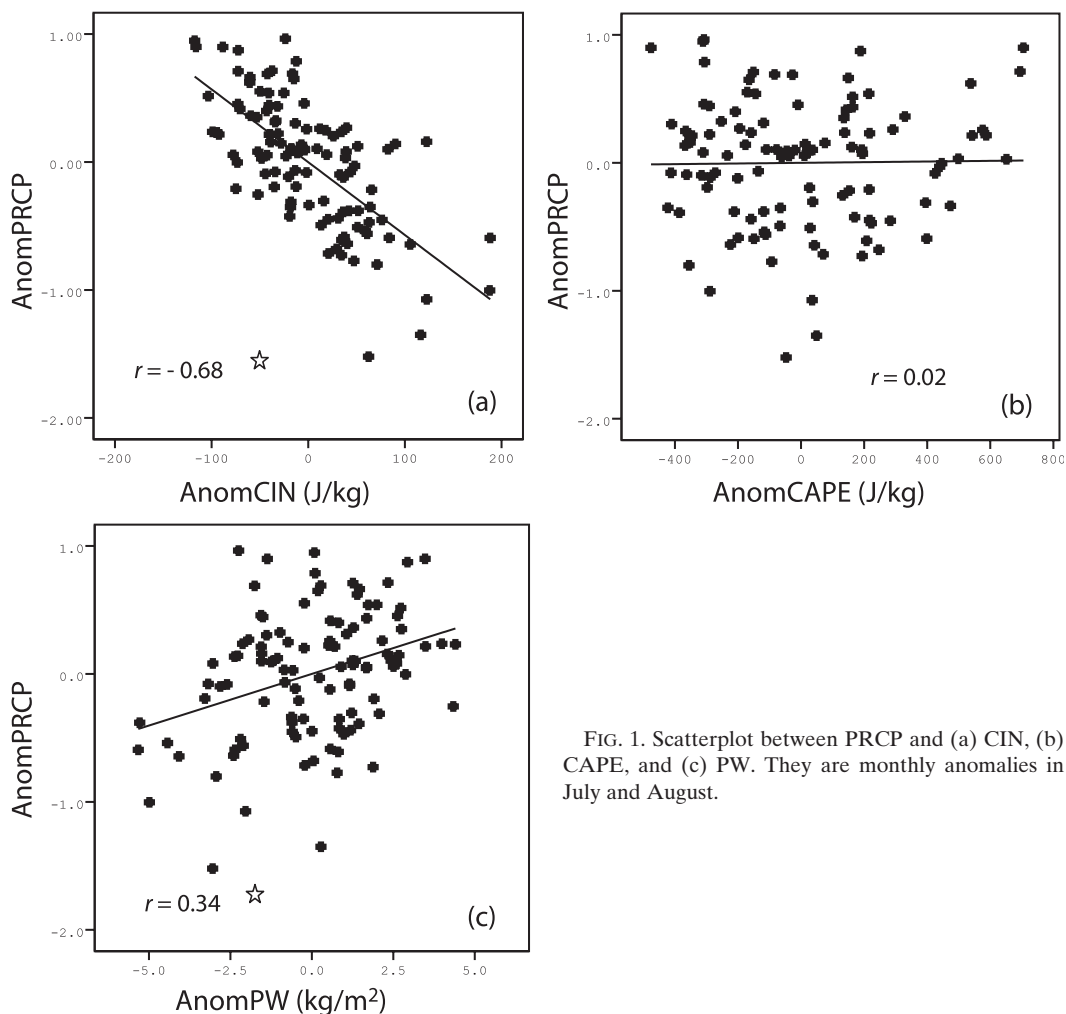 1.00
0.00
-1.00
-2.00
AnomPRCP
r = - 0.68 ☆
(a)
-200 -100 0 100 200
AnomCIN (J/kg)
1.0
0.0
-1.0
-2.0
AnomPRCP
r = 0.02
(b)
-400 -200 0 200 400 600 800
AnomCAPE (J/kg)
1.0
0.0
-1.0
-2.0
AnomPRCP
r = 0.34 ☆
(c)
-5.0 -2.5 0.0 2.5 5.0
AnomPW (kg/m²)
FIG. 1. Scatterplot between PRCP and (a) CIN, (b)
CAPE, and (c) PW. They are monthly anomalies in
July and August.